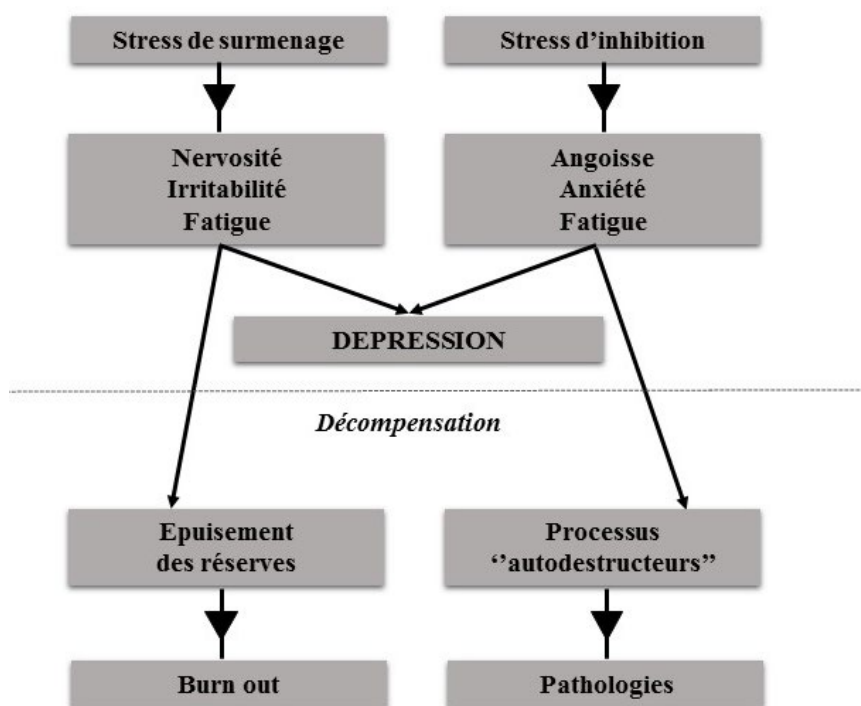 Stress de surmenage
Stress d’inhibition
Nervosité
Irritabilité
Fatigue
Angoisse
Anxiété
Fatigue
DEPRESSION
Décompensation
Epuisement
des réserves
Processus
‘’autodestructeurs’’
Burn out
Pathologies